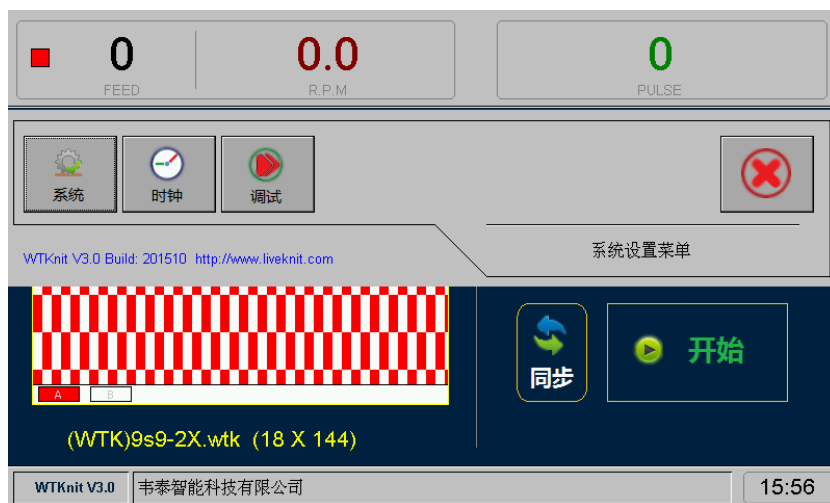 0 0.0 0
FEED R.P.M PULSE
系统 时钟 调试
WTKnit V3.0 Build: 201510 http://www.liveknit.com
系统设置菜单
A B
同步
开始
(WTK)9s9-2X.wtk (18 X 144)
WTKnit V3.0 韦泰智能科技有限公司 15:56